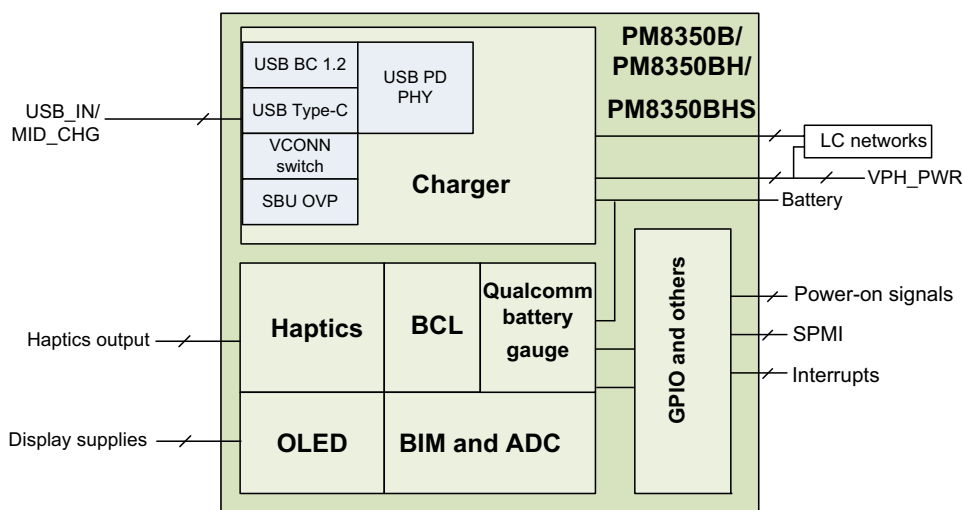 PM8350B/
PM8350BH/
PM8350BHS
USB BC 1.2
USB PD
PHY
USB Type-C
VCONN
switch
SBU OVP
Charger
USB_IN/
MID_CHG
LC networks
VPH_PWR
Battery
Haptics
BCL
Qualcomm
battery
gauge
GPIO and others
Power-on signals
SPMI
Interrupts
Haptics output
Display supplies
OLED
BIM and ADC